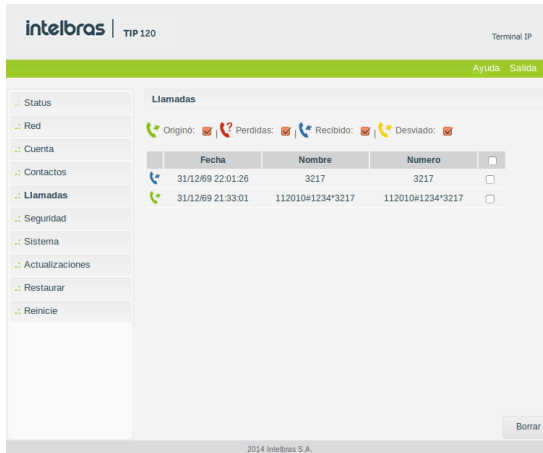 intelbras TIP 120
Terminal IP
Ayuda Salida
.: Status
.: Red
.: Cuenta
.: Contactos
.: Llamadas
.: Seguridad
.: Sistema
.: Actualizaciones
.: Restaurar
.: Reinicie
Llamadas
Originó: | ? Perdidas: | Recibido: | Desviado:
Fecha Nombre Numero
31/12/69 22:01:26 3217 3217
31/12/69 21:33:01 112010#1234*3217 112010#1234*3217
Borrar
2014 Intelbras S.A.